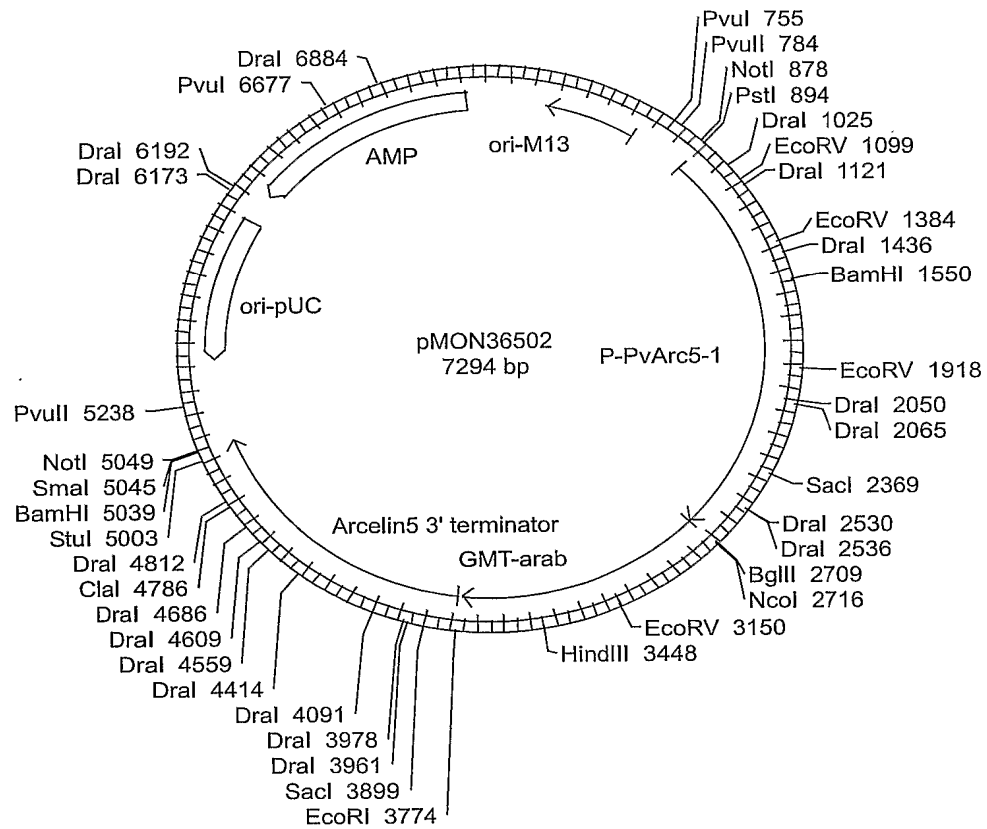 PvuI 755
PvuII 784
NotI 878
PstI 894
DraI 1025
EcoRV 1099
DraI 1121
EcoRV 1384
DraI 1436
BamHI 1550
EcoRV 1918
DraI 2050
DraI 2065
SacI 2369
DraI 2530
DraI 2536
BglII 2709
NcoI 2716
EcoRV 3150
HindIII 3448
EcoRI 3774
SacI 3899
DraI 3961
DraI 3978
DraI 4091
DraI 4414
DraI 4559
DraI 4609
DraI 4686
ClaI 4786
DraI 4812
StuI 5003
BamHI 5039
SmaI 5045
NotI 5049
PvuII 5238
DraI 6173
DraI 6192
PvuI 6677
DraI 6884
AMP
ori-M13
ori-pUC
pMON36502
7294 bp
P-PvArc5-1
Arcelin5 3' terminator
GMT-arab